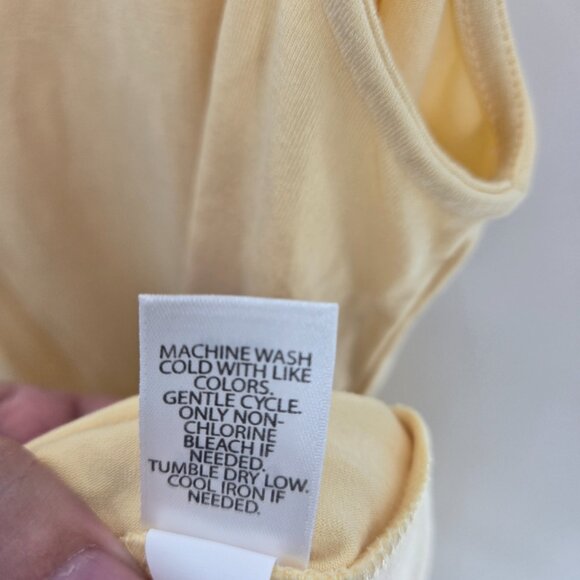 MACHINE WASH
COLD WITH LIKE
COLORS.
GENTLE CYCLE.
ONLY NON-
CHLORINE
BLEACH IF
NEEDED.
TUMBLE DRY LOW.
COOL IRON IF
NEEDED.